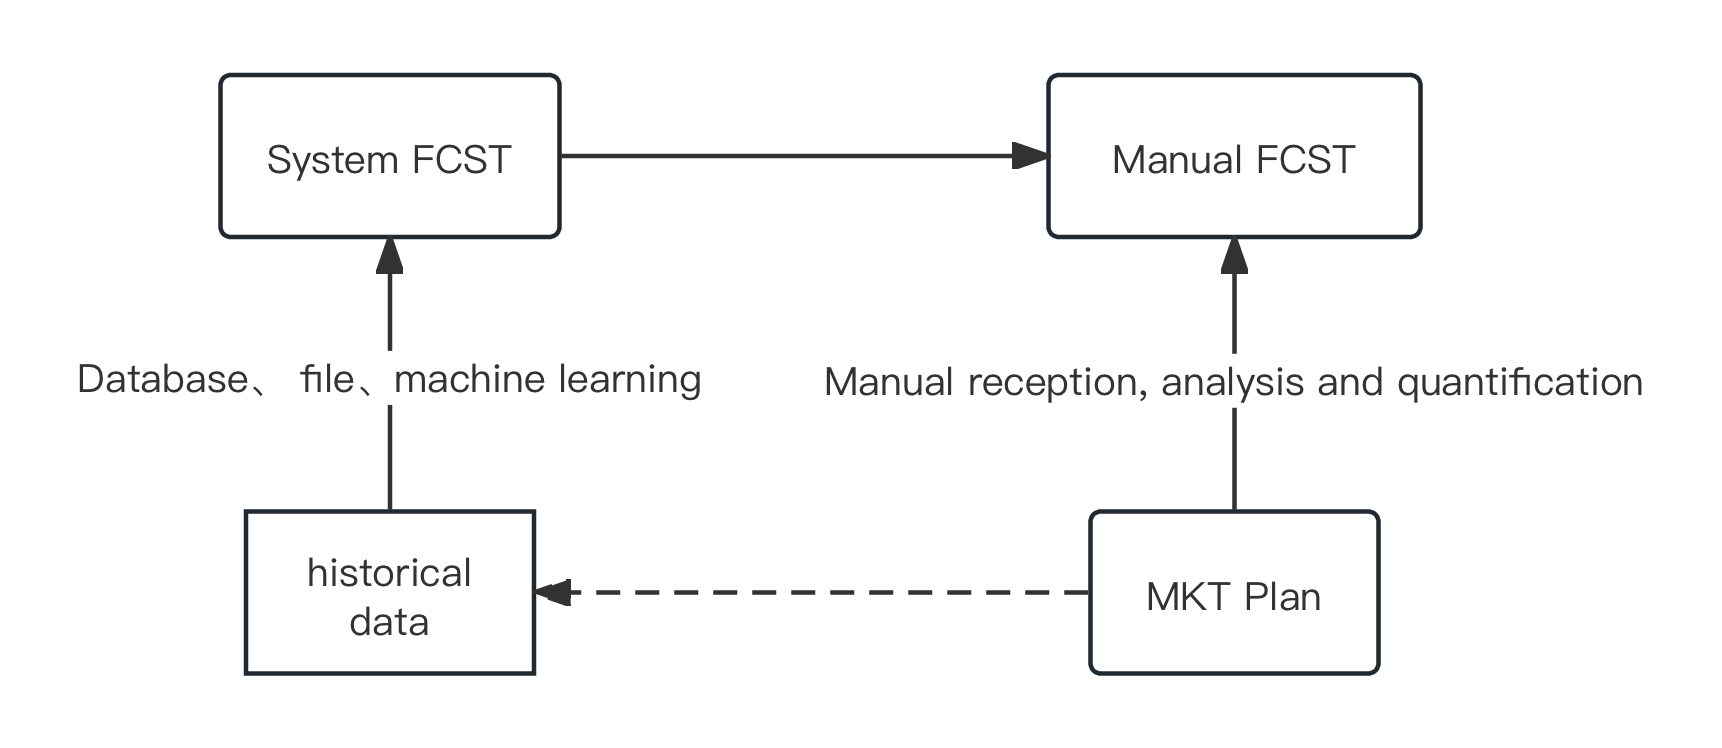 System FCST
Manual FCST
Database、 file、machine learning
Manual reception, analysis and quantification
historical
data
MKT Plan